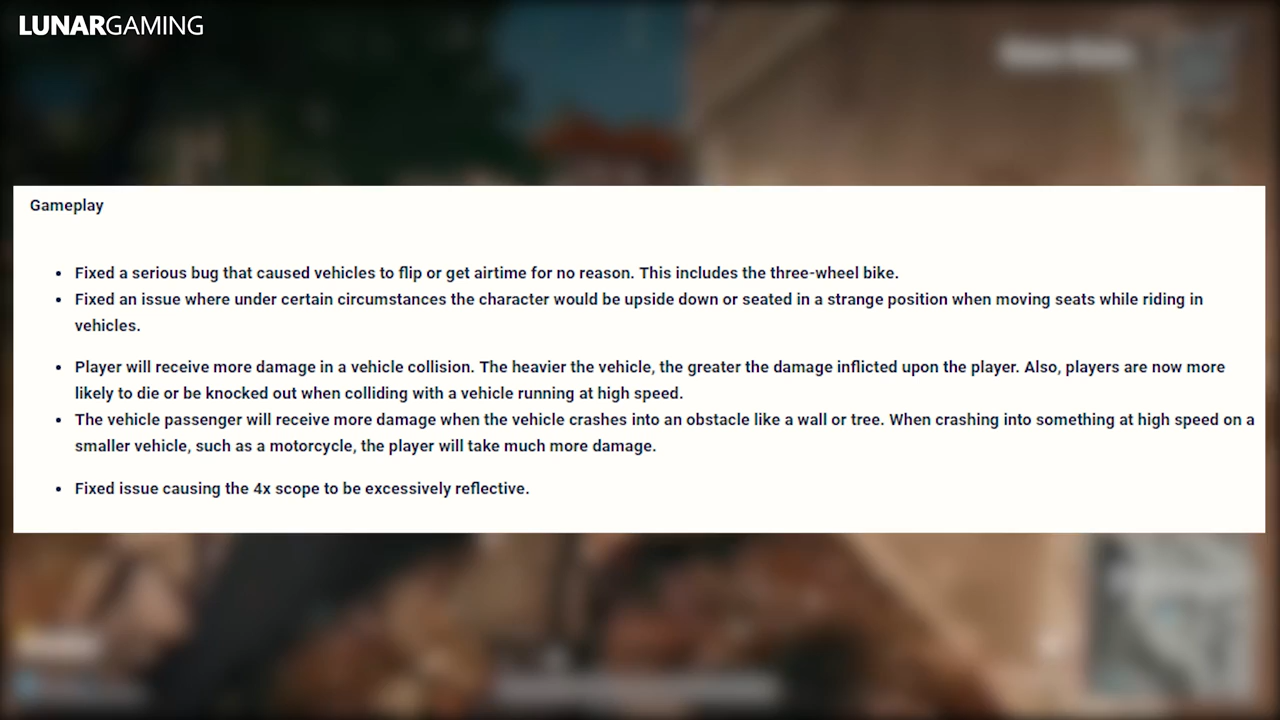 LUNARGAMING
Gameplay
• Fixed a serious bug that caused vehicles to flip or get airtime for no reason. This includes the three-wheel bike.
• Fixed an issue where under certain circumstances the character would be upside down or seated in a strange position when moving seats while riding in
vehicles.
• Player will receive more damage in a vehicle collision. The heavier the vehicle, the greater the damage inflicted upon the player. Also, players are now more
likely to die or be knocked out when colliding with a vehicle running at high speed.
• The vehicle passenger will receive more damage when the vehicle crashes into an obstacle like a wall or tree. When crashing into something at high speed on a
smaller vehicle, such as a motorcycle, the player will take much more damage.
• Fixed issue causing the 4x scope to be excessively reflective.